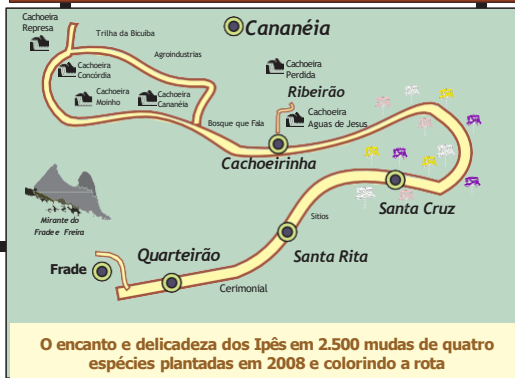 Cachoeira
Represa
Trilha da Bicuíba
Cananéia
Agroindustrias
Cachoeira
Concórdia
Cachoeira
Perdida
Cachoeira
Moinho
Cachoeira
Cananéia
Ribeirão
Cachoeira
Aguas de Jesus
Bosque que Fala
Cachoeirinha
Santa Cruz
Mirante do
Frade e Freira
Sítios
Quarteirão
Santa Rita
Frade
Cerimonial
O encanto e delicadeza dos Ipês em 2.500 mudas de quatro
espécies plantadas em 2008 e colorindo a rota